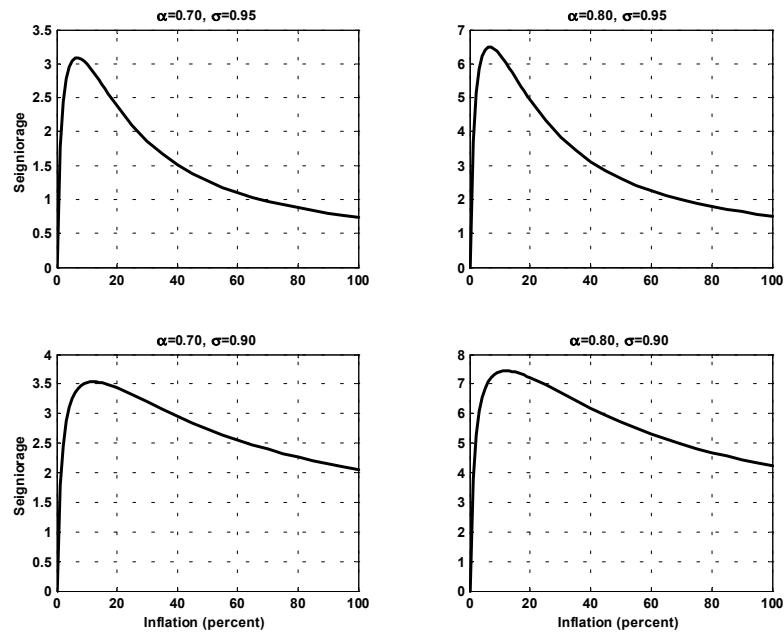 α=0.70, σ=0.95
3.5
3
2.5
2
1.5
1
0.5
0
Seigniorage
0 20 40 60 80 100
α=0.80, σ=0.95
7
6
5
4
3
2
1
0
0 20 40 60 80 100
α=0.70, σ=0.90
4
3.5
3
2.5
2
1.5
1
0.5
0
Seigniorage
0 20 40 60 80 100
Inflation (percent)
α=0.80, σ=0.90
8
7
6
5
4
3
2
1
0
0 20 40 60 80 100
Inflation (percent)